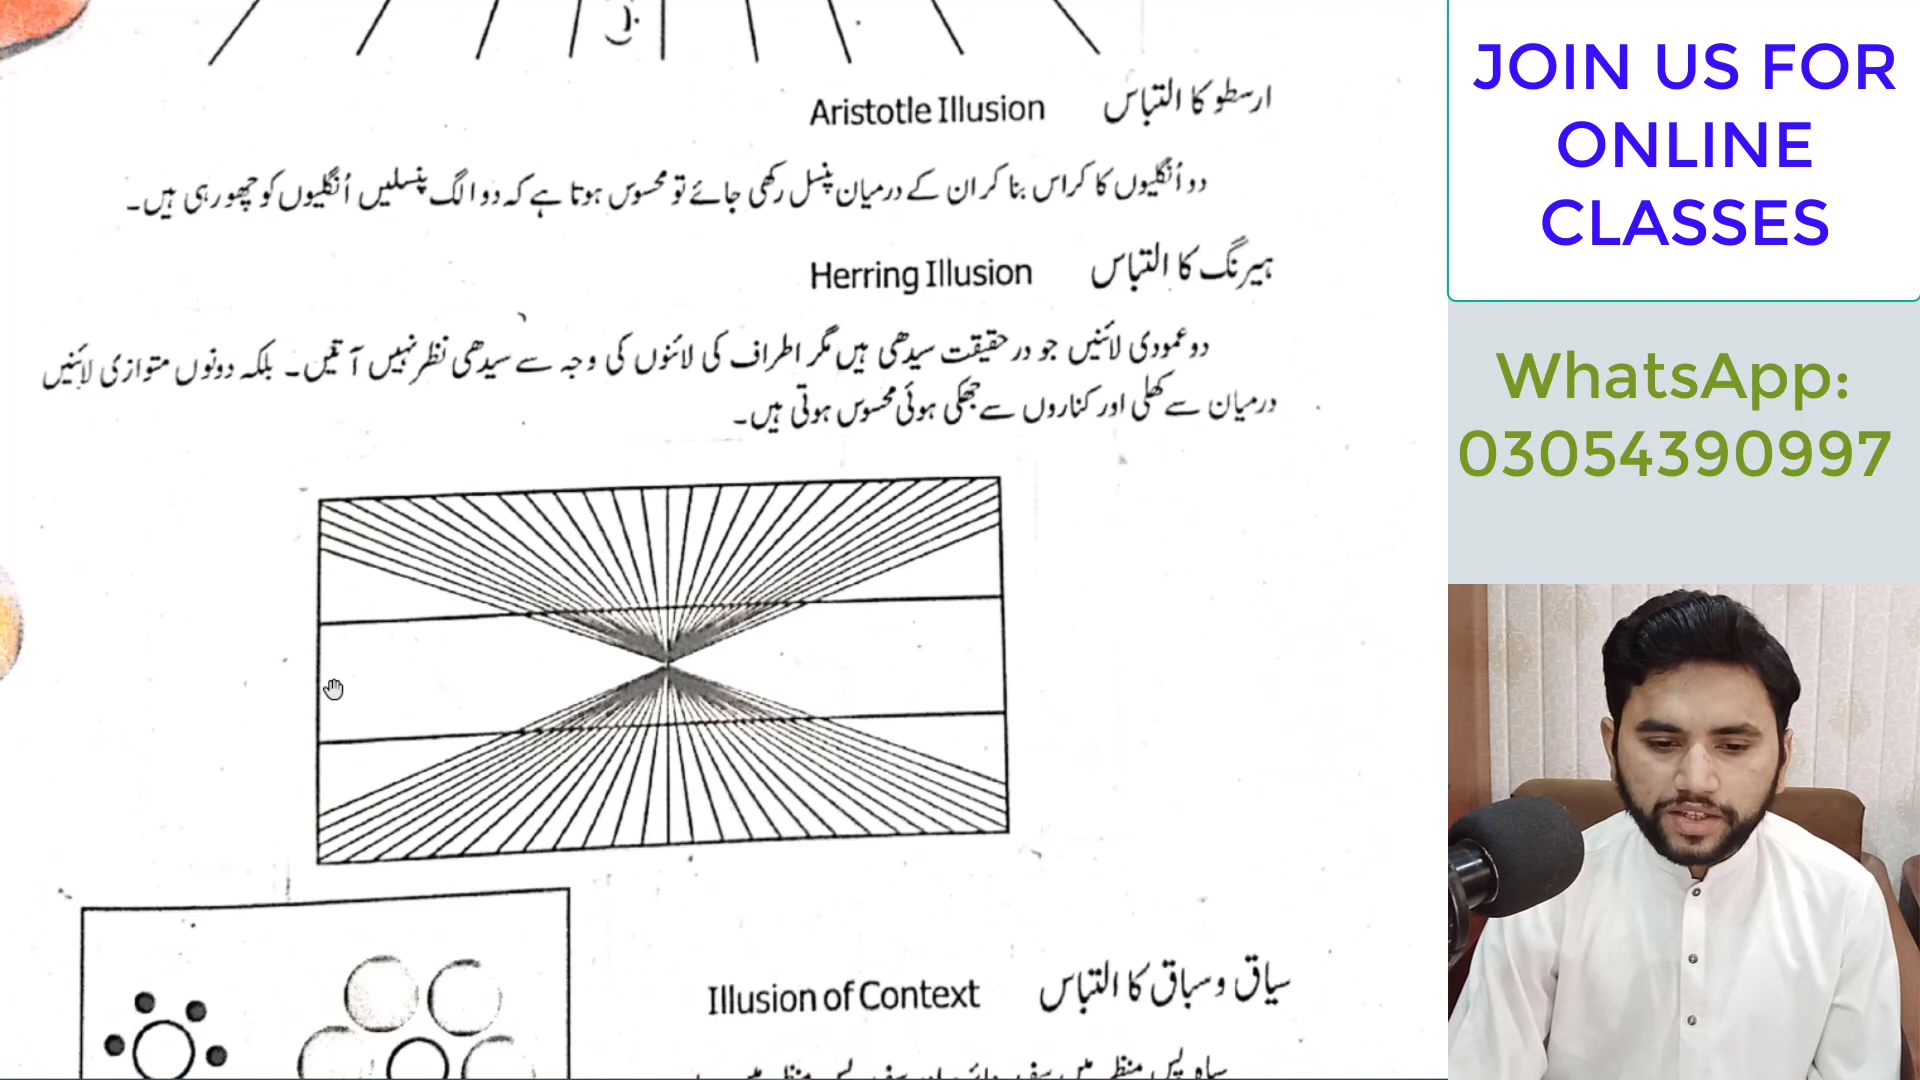 ارسطو کا التباس Aristotle Illusion
دو اُنگلیوں کا کراس بنا کر ان کے درمیان پنسل رکھی جائے تو محسوس ہوتا ہے کہ دو الگ پنسلیں اُنگلیوں کو چھو رہی ہیں۔
ہیرنگ کا التباس Herring Illusion
دو عمودی لائنیں جو در حقیقت سیدھی ہیں مگر اطراف کی لائنوں کی وجہ سے سیدھی نظر نہیں آتیں۔ بلکہ دونوں متوازی لائنیں
درمیان سے کھلی اور کناروں سے جھکی ہوئی محسوس ہوتی ہیں۔
سیاق و سباق کا التباس Illusion of Context
JOIN US FOR
ONLINE
CLASSES
WhatsApp:
03054390997